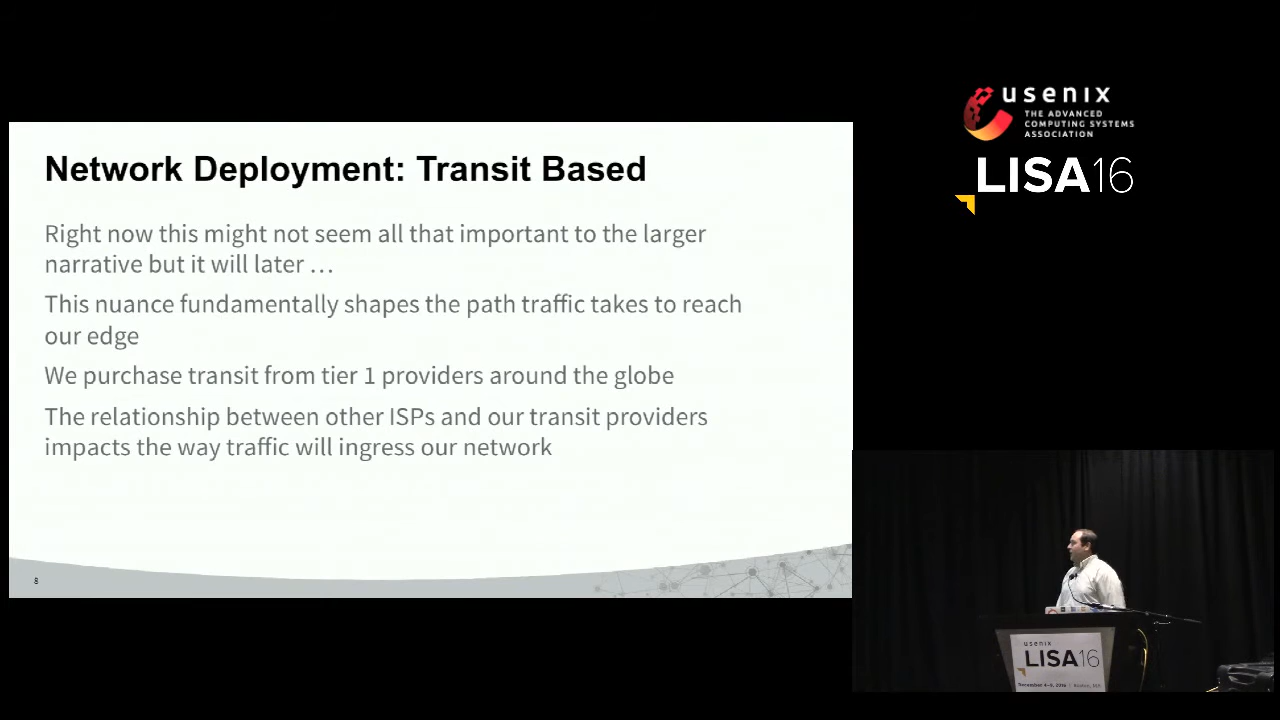 usenix
THE ADVANCED
COMPUTING SYSTEMS
ASSOCIATION
LISA16
Network Deployment: Transit Based
Right now this might not seem all that important to the larger
narrative but it will later …
This nuance fundamentally shapes the path traffic takes to reach
our edge
We purchase transit from tier 1 providers around the globe
The relationship between other ISPs and our transit providers
impacts the way traffic will ingress our network
8
usenix
LISA16
December 4–9, 2016 | Boston, MA